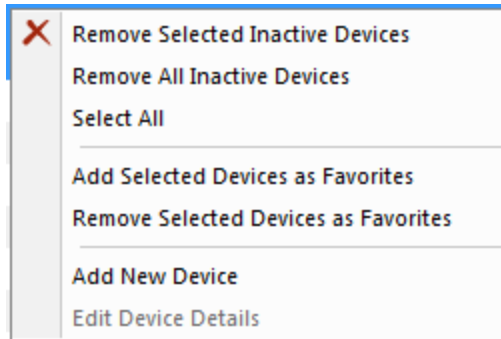 Remove Selected Inactive Devices
Remove All Inactive Devices
Select All
Add Selected Devices as Favorites
Remove Selected Devices as Favorites
Add New Device
Edit Device Details